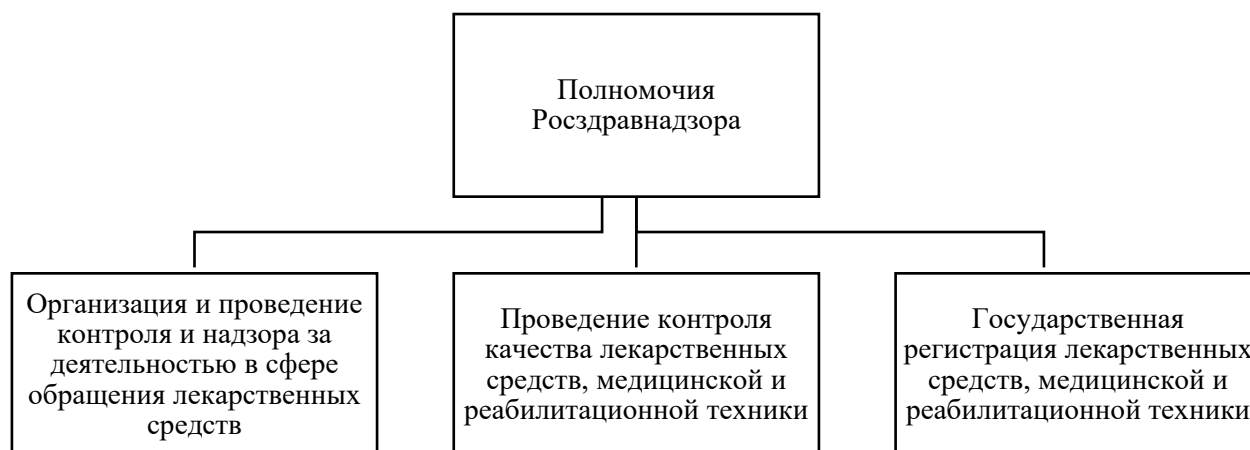 Полномочия
Росздравнадзора
Организация и проведение
контроля и надзора за
деятельностью в сфере
обращения лекарственных
средств
Проведение контроля
качества лекарственных
средств, медицинской и
реабилитационной техники
Государственная
регистрация лекарственных
средств, медицинской и
реабилитационной техники